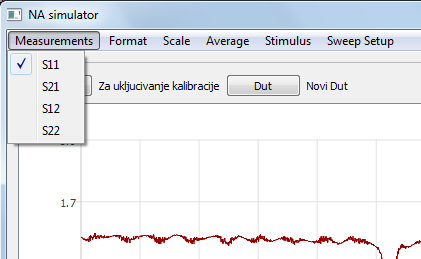 NA simulator
Measurements Format Scale Average Stimulus Sweep Setup
✓ S11
S21
S12
S22
Za ukljucivanje kalibracije Dut Novi Dut
1.7